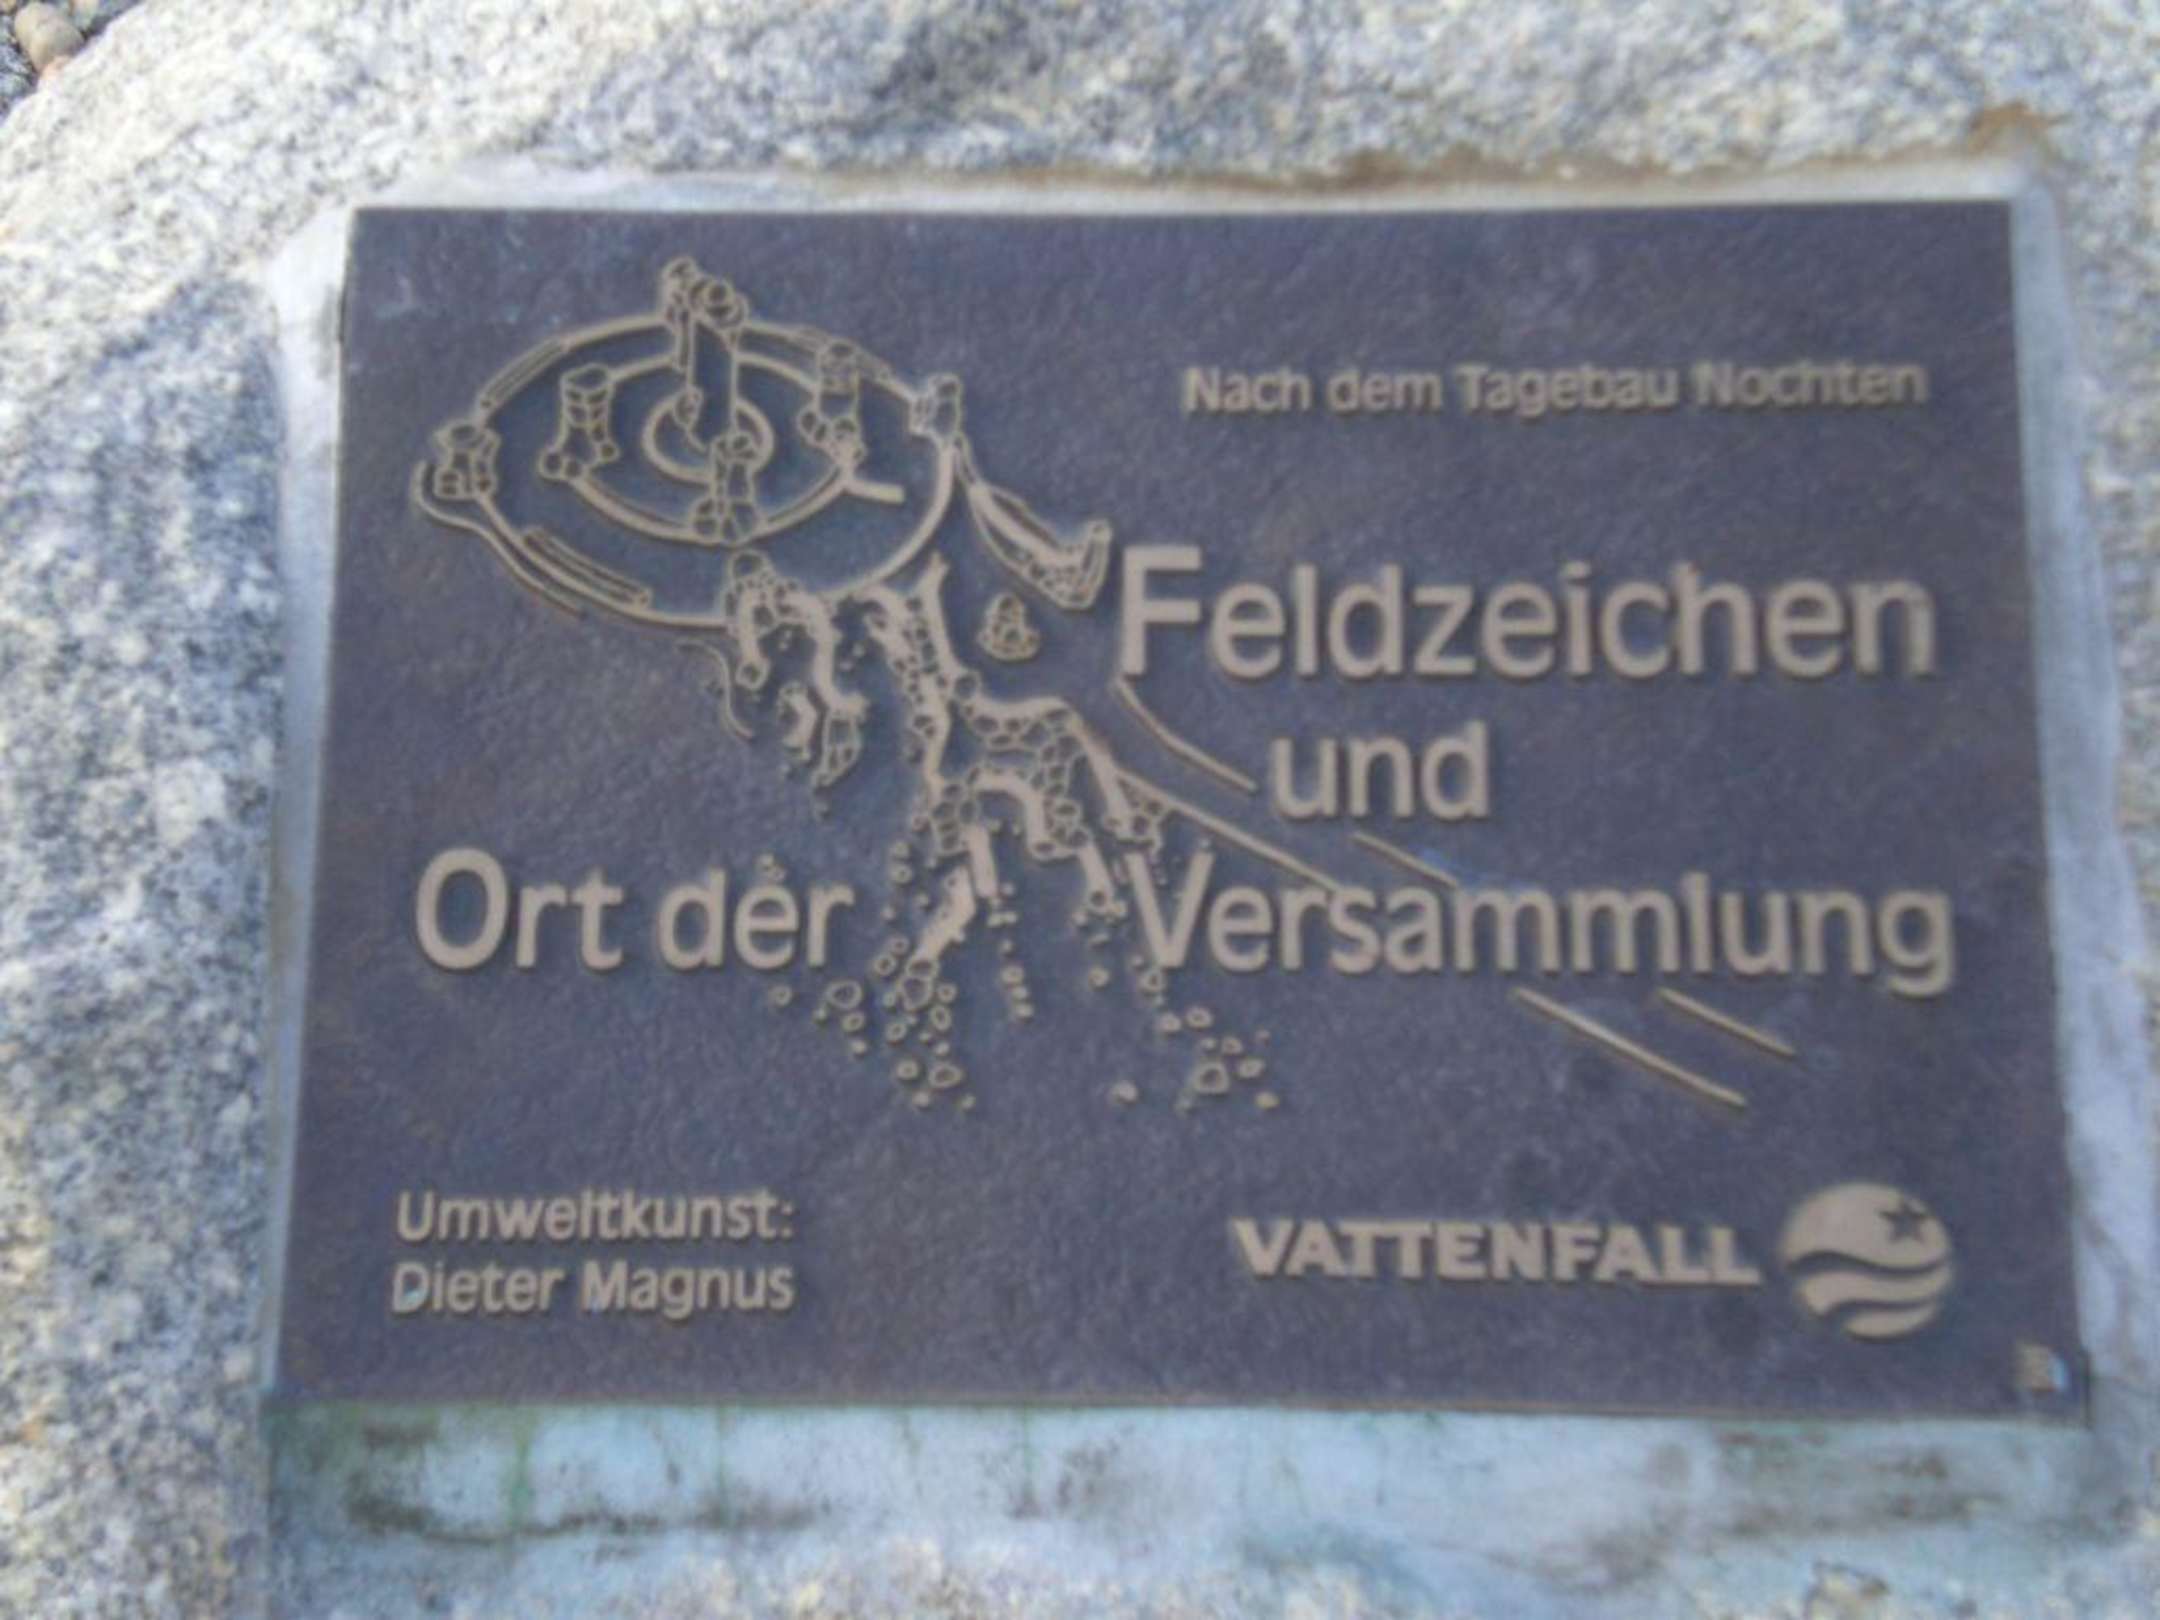 Nach dem Tagebau Nochten
Feldzeichen
und
Ort der Versammlung
Umweltkunst:
Dieter Magnus
VATTENFALL